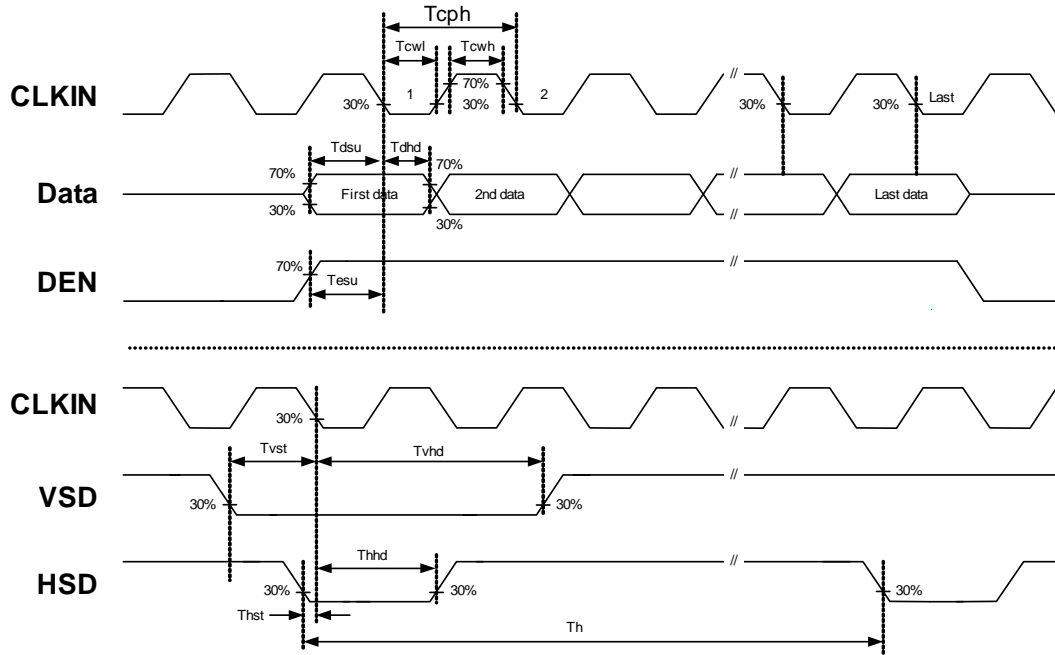 Tcph
Tcwl Tcwh
CLKIN 30% 1 70% 30% 2 // 30% 30% Last
Tdsu Tdhd
Data 70% 30% First data 70% 30% 2nd data // // Last data
DEN 70% Tesu //
CLKIN 30% //
Tvst Tvhd
VSD 30% 30% //
Thhd
HSD 30% 30% // 30%
Thst
Th